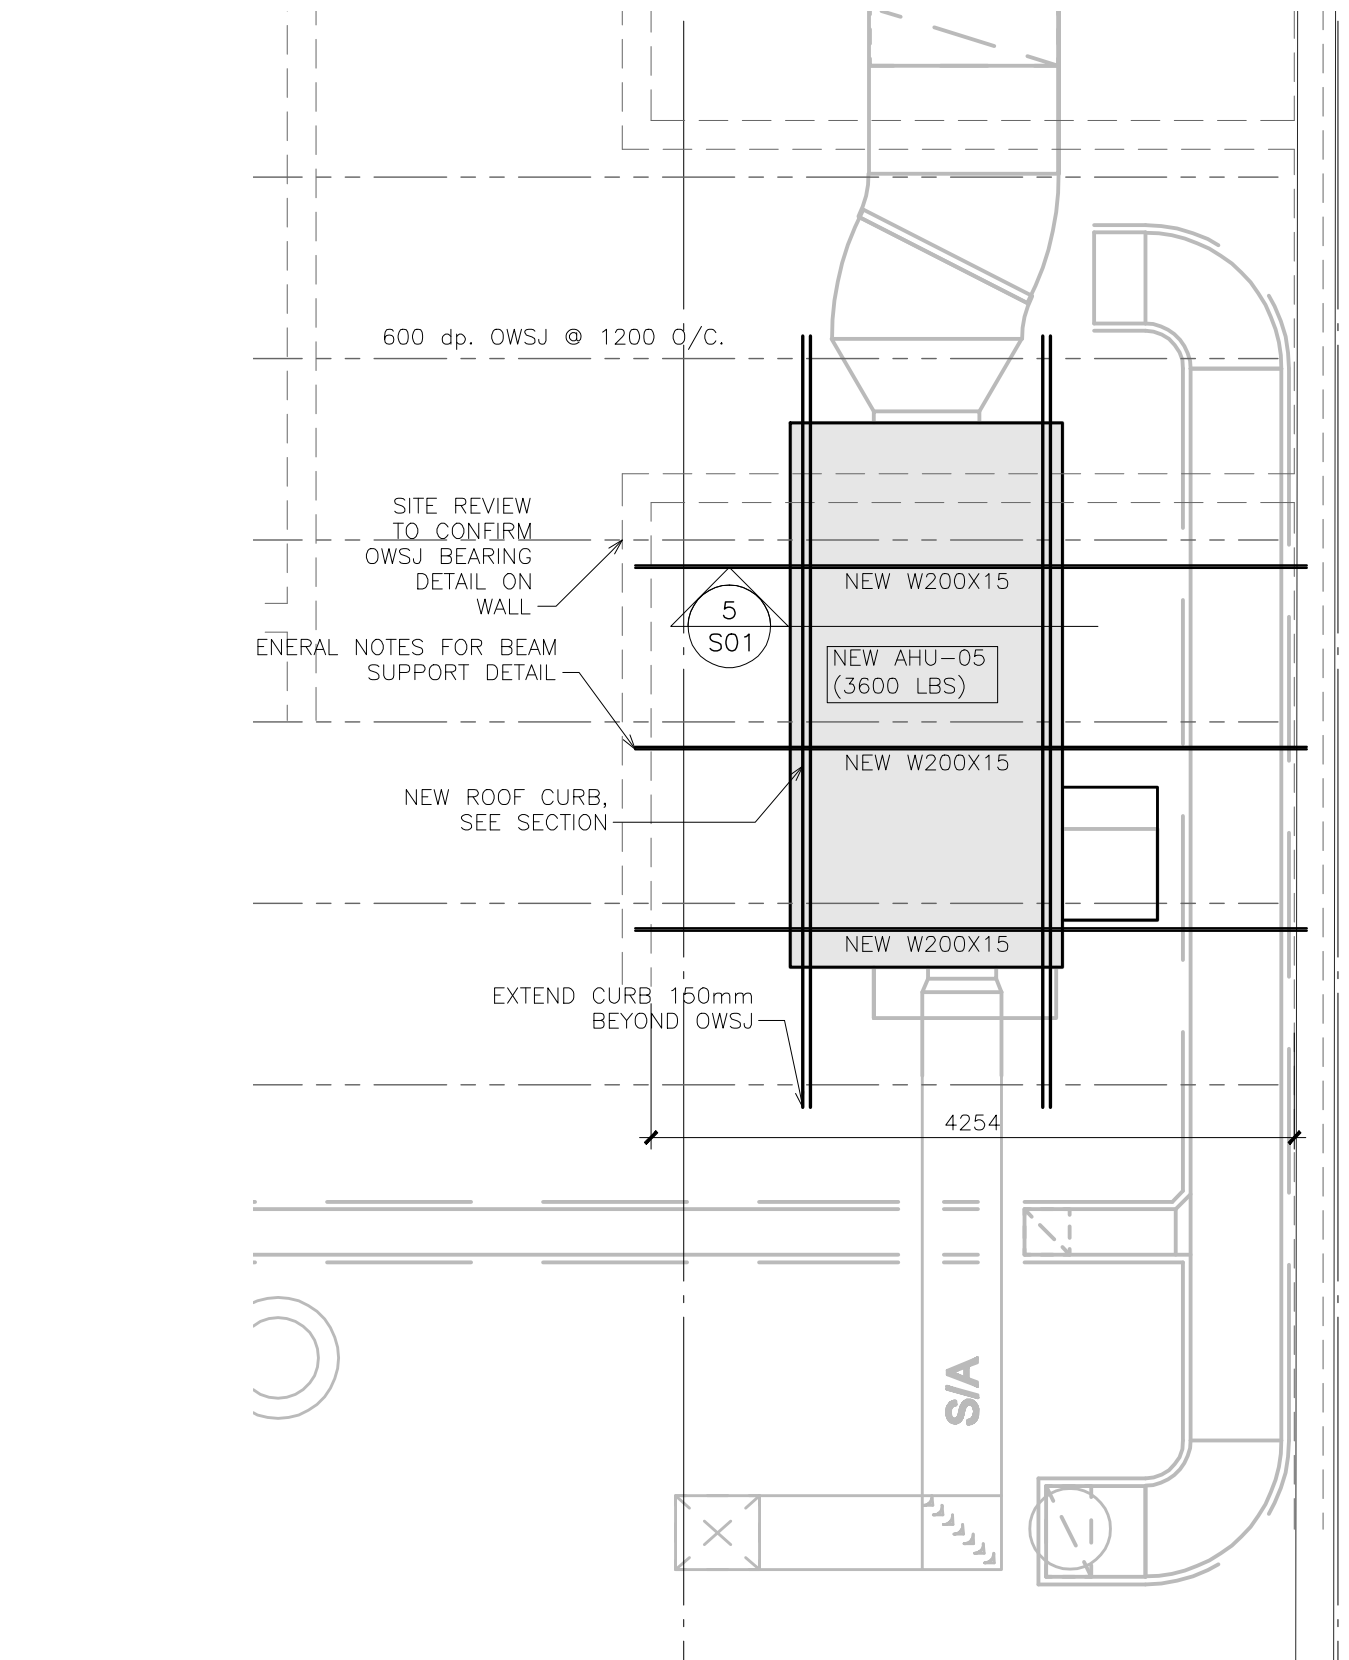 600 dp. OWSJ @ 1200 O/C.
SITE REVIEW
TO CONFIRM
OWSJ BEARING
DETAIL ON
WALL
NEW W200X15
5
S01
ENERAL NOTES FOR BEAM
SUPPORT DETAIL
NEW AHU-05
(3600 LBS)
NEW W200X15
NEW ROOF CURB,
SEE SECTION
NEW W200X15
EXTEND CURB 150mm
BEYOND OWSJ
4254
S/A